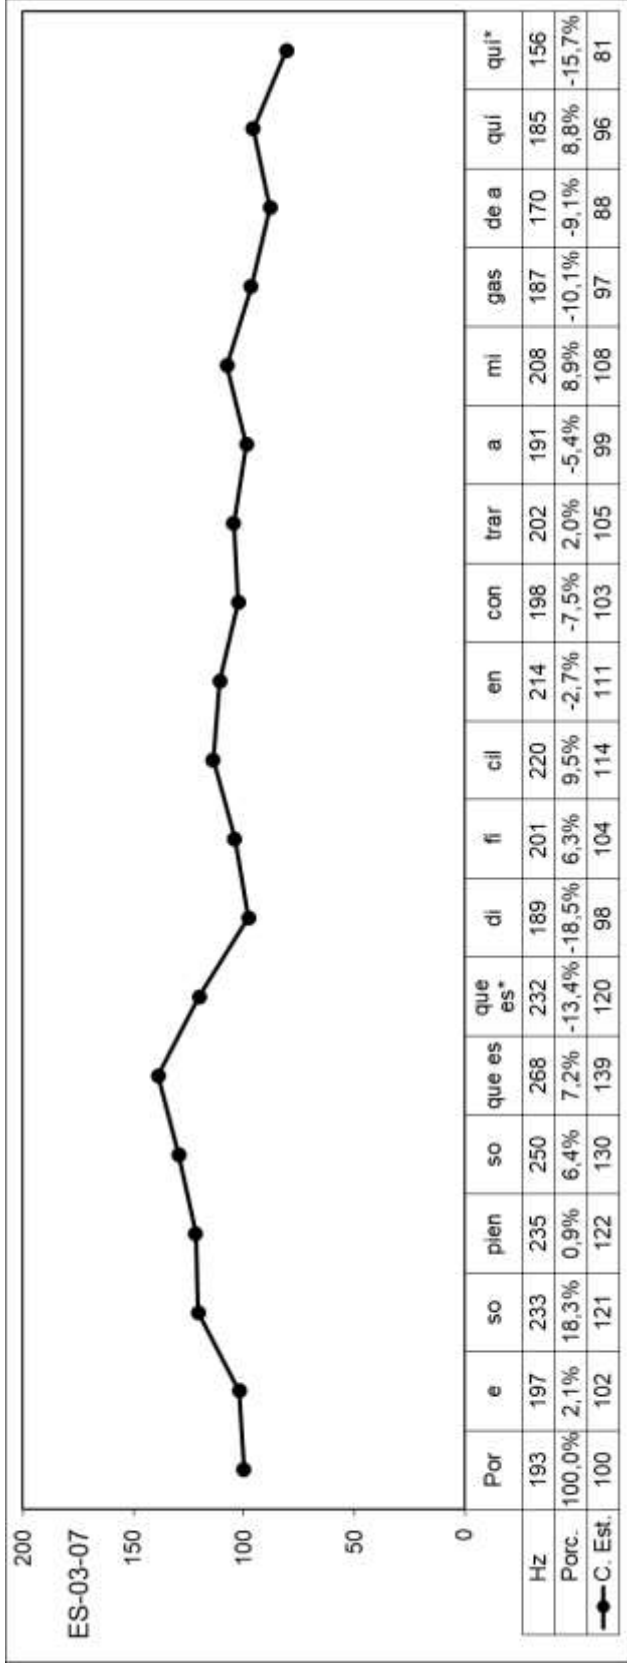 200
ES-03-07
150
100
50
0
Por e so pien so que es que es* di fi cil en con trar a mi gas de a quí quí*
Hz 193 197 233 235 250 268 232 189 201 220 214 198 202 191 208 187 170 185 156
Porc. 100,0% 2,1% 18,3% 0,9% 6,4% 7,2% -13,4% -18,5% 6,3% 9,5% -2,7% -7,5% 2,0% -5,4% 8,9% -10,1% -9,1% 8,8% -15,7%
C. Est. 100 102 121 122 130 139 120 98 104 114 111 103 105 99 108 97 88 96 81